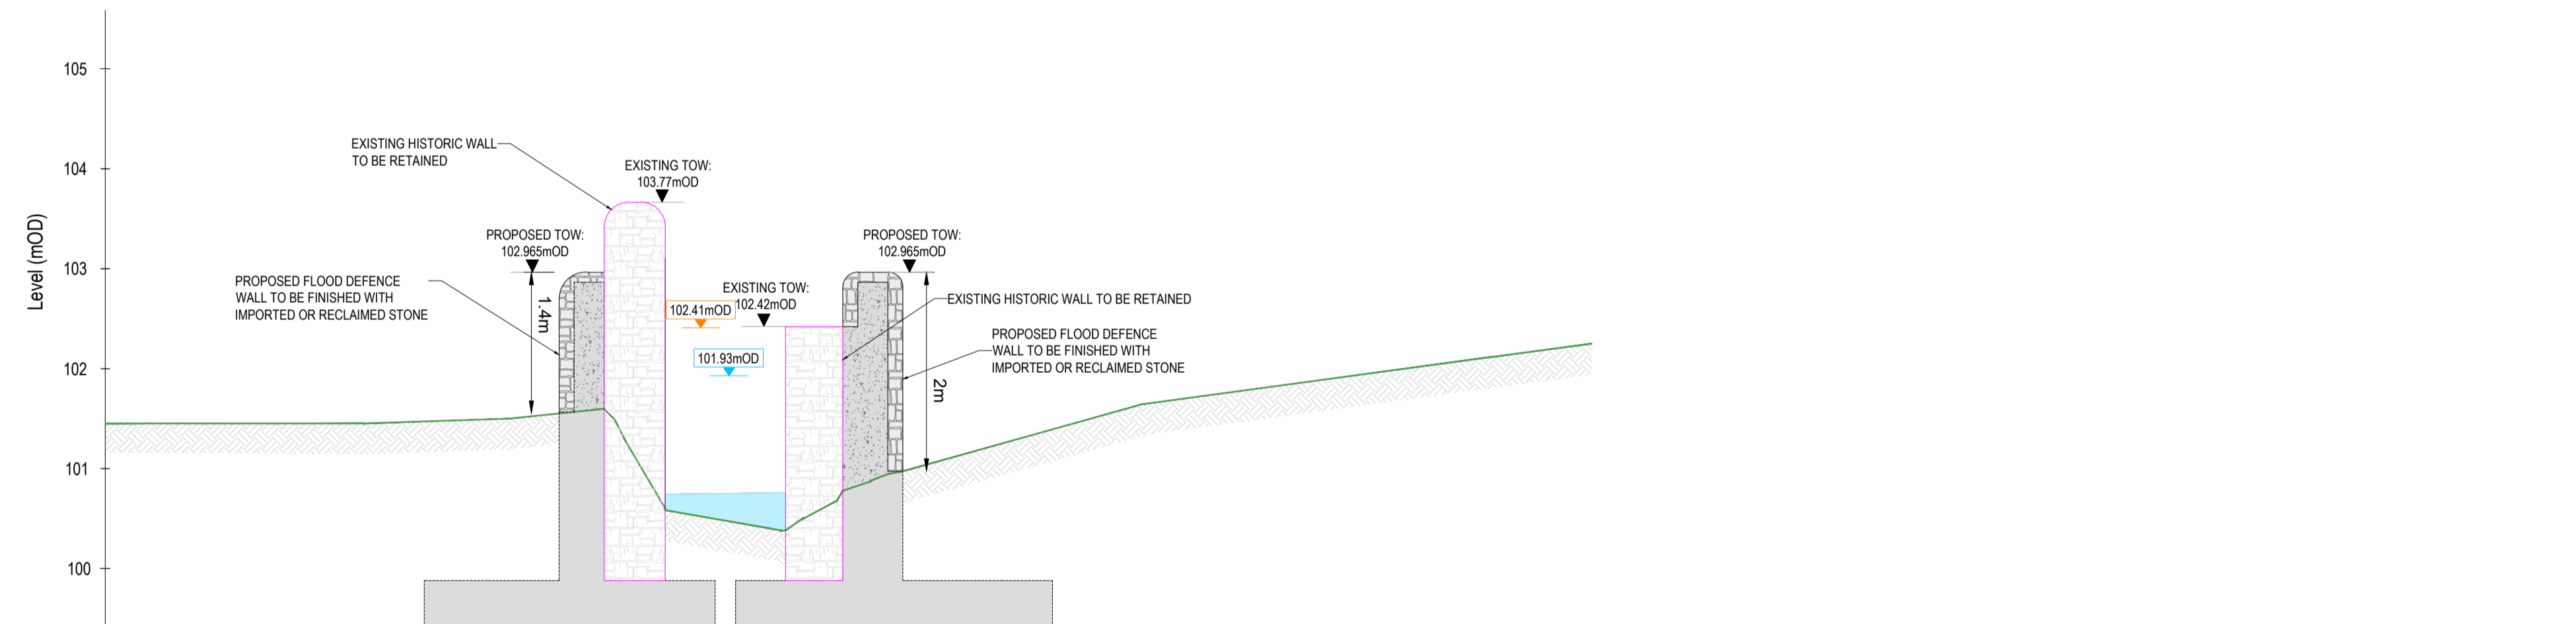 105
104
103
102
101
100
Level (mOD)
EXISTING HISTORIC WALL
TO BE RETAINED
EXISTING TOW:
103.77mOD
PROPOSED TOW:
102.965mOD
PROPOSED FLOOD DEFENCE
WALL TO BE FINISHED WITH
IMPORTED OR RECLAIMED STONE
1.4m
102.41mOD
EXISTING TOW:
102.42mOD
101.93mOD
PROPOSED TOW:
102.965mOD
EXISTING HISTORIC WALL TO BE RETAINED
PROPOSED FLOOD DEFENCE
WALL TO BE FINISHED WITH
IMPORTED OR RECLAIMED STONE
2m